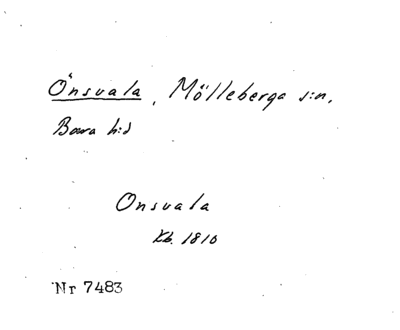 Önsvala, Mölleberga s:n,
Bara h:d
Onsvala
Kb. 1810
Nr 7483